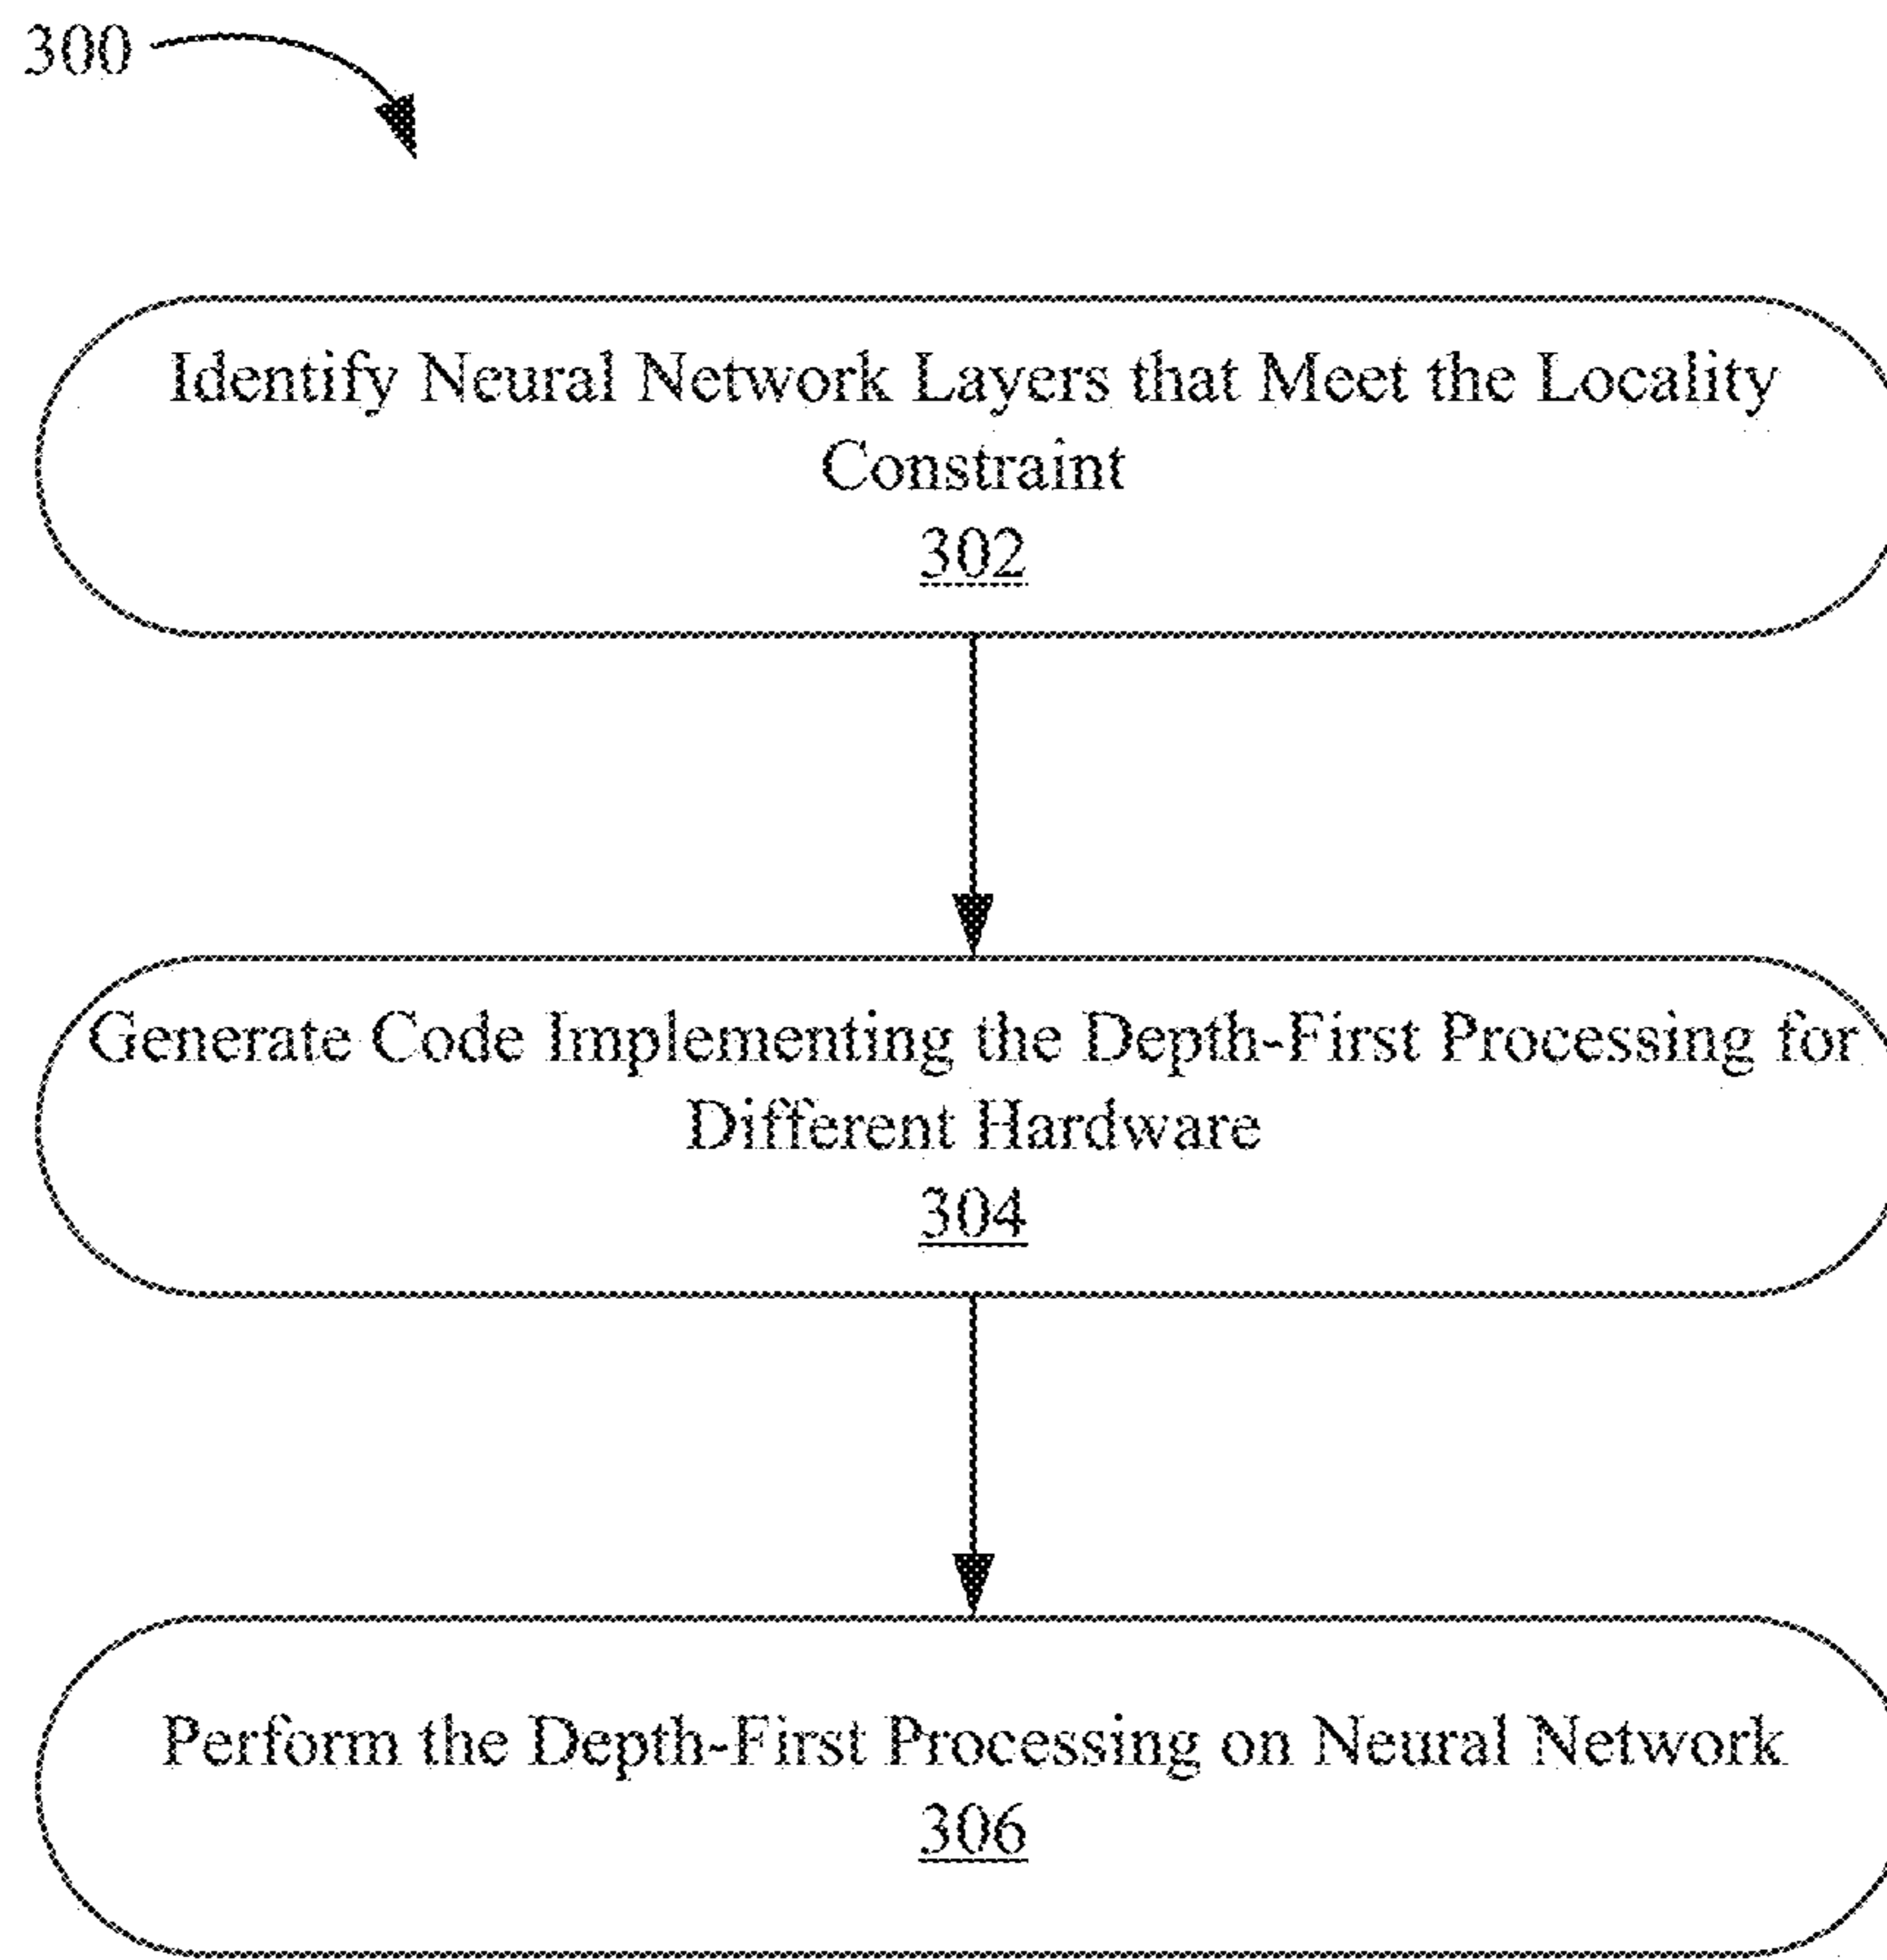 300
Identify Neural Network Layers that Meet the Locality
Constraint
302
Generate Code Implementing the Depth-First Processing for
Different Hardware
304
Perform the Depth-First Processing on Neural Network
306